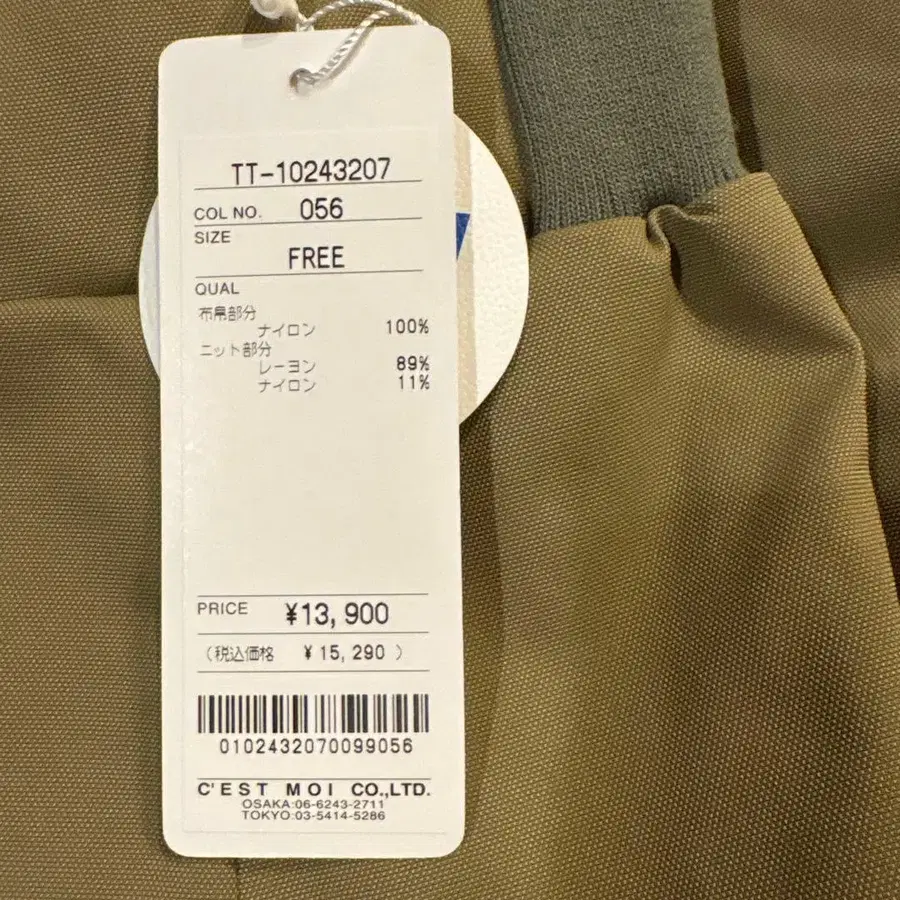 TT-10243207
COL NO. 056
SIZE
FREE
QUAL
布帛部分
ナイロン 100%
ニット部分
レーヨン 89%
ナイロン 11%
PRICE ¥13,900
(税込価格 ¥15,290)
0102432070099056
C'EST MOI CO.,LTD.
OSAKA:06-6243-2711
TOKYO:03-5414-5286